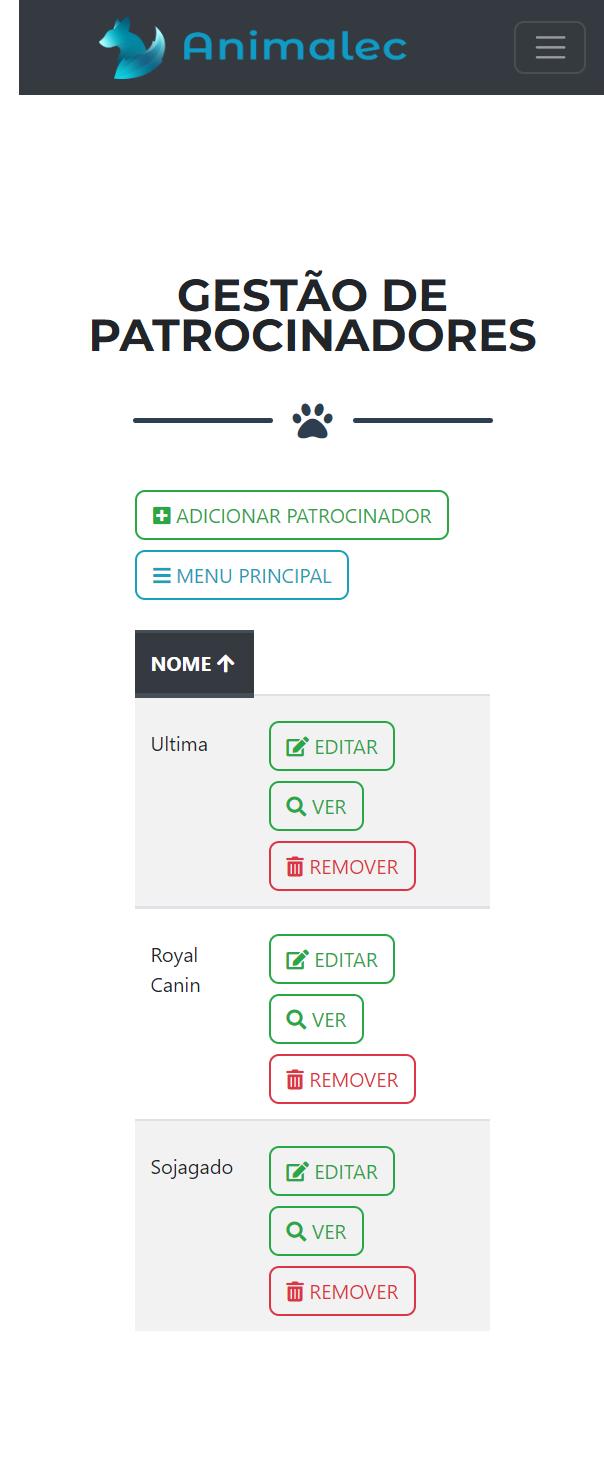 Animalec
GESTÃO DE
PATROCINADORES
ADICIONAR PATROCINADOR
MENU PRINCIPAL
NOME
Ultima
EDITAR
VER
REMOVER
Royal
Canin
EDITAR
VER
REMOVER
Sojagado
EDITAR
VER
REMOVER